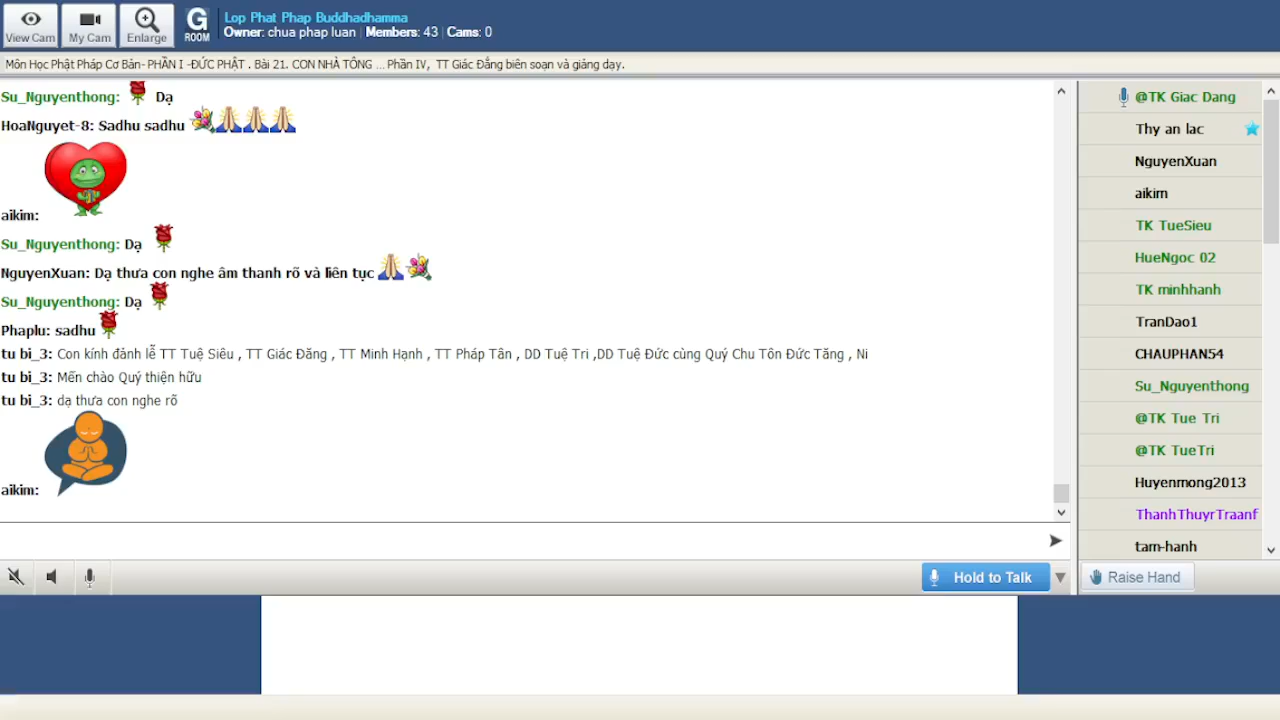 View Cam
My Cam
Enlarge
G
ROOM
Lop Phat Phap Buddhadhamma
Owner: chua phap luan | Members: 43 | Cams: 0
Môn Học Phật Pháp Cơ Bản- PHẦN I -ĐỨC PHẬT . Bài 21. CON NHÀ TÔNG ... Phần IV, TT Giác Đẳng biên soạn và giảng dạy.
Su_Nguyenthong: Dạ
HoaNguyet-8: Sadhu sadhu
aikim:
Su_Nguyenthong: Dạ
NguyenXuan: Dạ thưa con nghe âm thanh rõ và liên tục
Su_Nguyenthong: Dạ
Phaplu: sadhu
tu bi_3: Con kính đảnh lễ TT Tuệ Siêu , TT Giác Đăng , TT Minh Hạnh , TT Pháp Tân , DD Tuệ Tri ,DD Tuệ Đức cùng Quý Chu Tôn Đức Tăng , Ni
tu bi_3: Mến chào Quý thiện hữu
tu bi_3: dạ thưa con nghe rõ
aikim:
@TK Giac Dang
Thy an lac
NguyenXuan
aikim
TK TueSieu
HueNgoc 02
TK minhhanh
TranDao1
CHAUPHAN54
Su_Nguyenthong
@TK Tue Tri
@TK TueTri
Huyenmong2013
ThanhThuyrTraanf
tam-hanh
Hold to Talk
Raise Hand